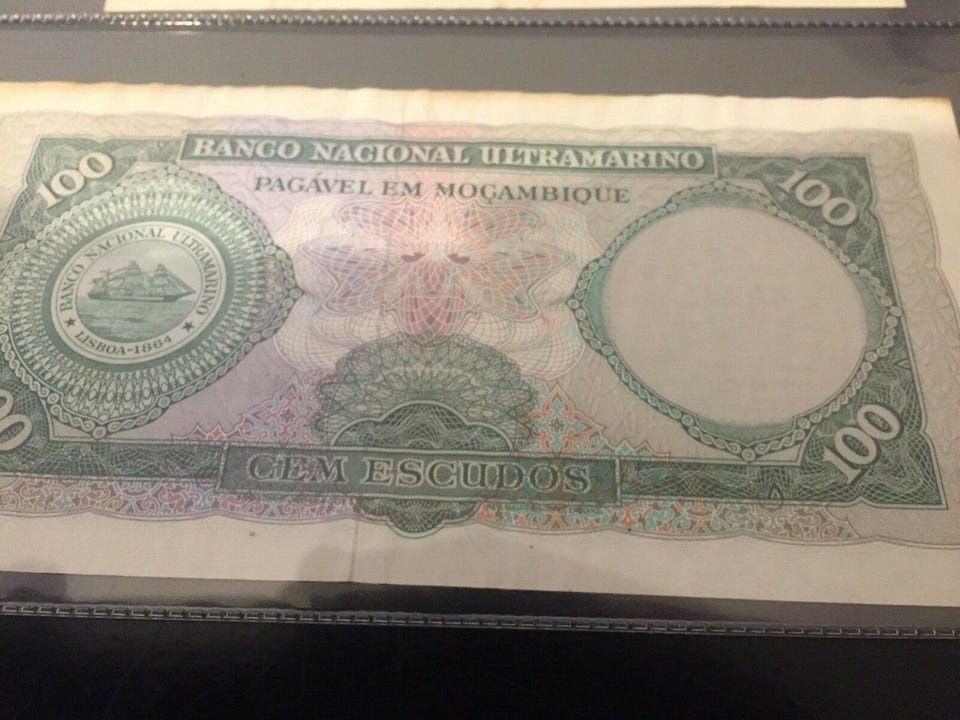 BANCO NACIONAL ULTRAMARINO
PAGÁVEL EM MOÇAMBIQUE
100
100
BANCO NACIONAL ULTRAMARINO
LISBOA-1864
100
CEM ESCUDOS